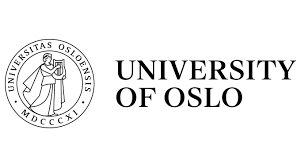 UNIVERSITAS OSLOENSIS
MDCCCXI
UNIVERSITY
OF OSLO